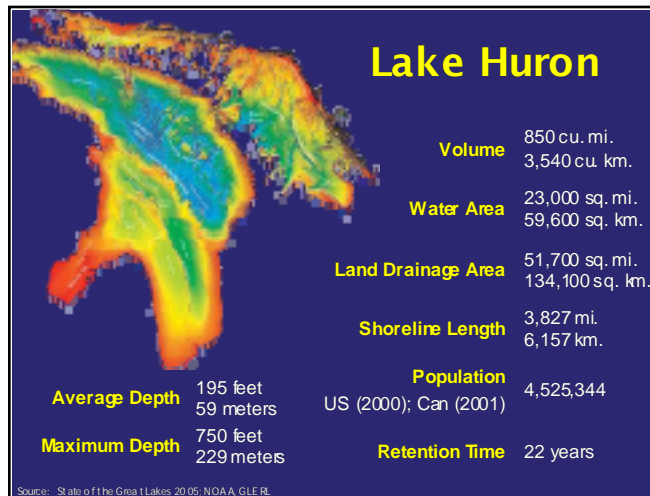 Lake Huron
Volume
850 cu. mi.
3,540 cu. km.
Water Area
23,000 sq. mi.
59,600 sq. km.
Land Drainage Area
51,700 sq. mi.
134,100 sq. km.
Shoreline Length
3,827 mi.
6,157 km.
Population
US (2000); Can (2001)
4,525,344
Retention Time
22 years
Average Depth
195 feet
59 meters
Maximum Depth
750 feet
229 meters
Source: State of the Great Lakes 2005; NOAA, GLERL